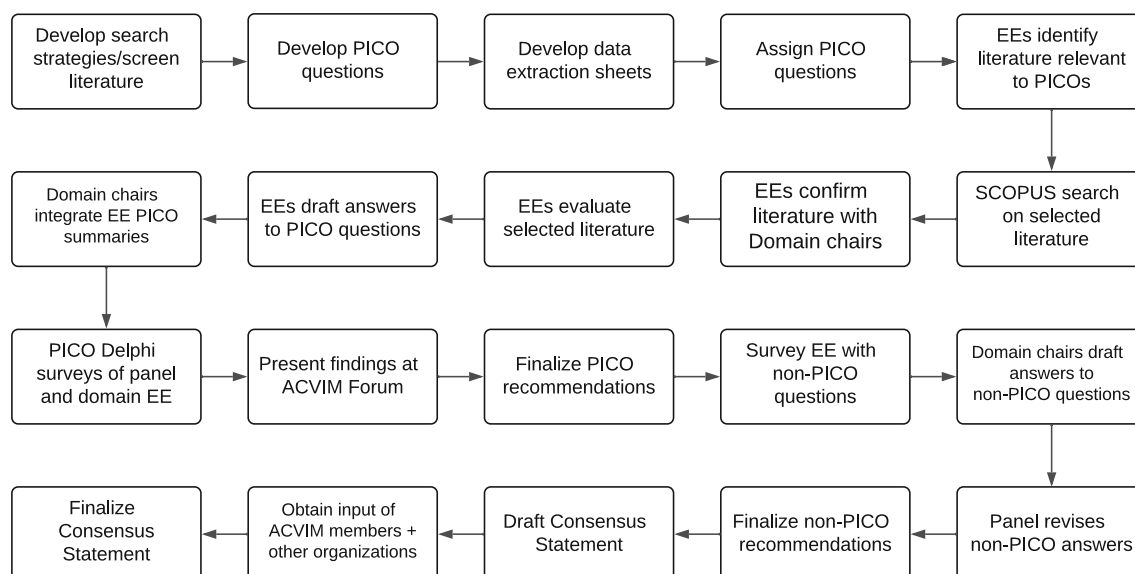 Develop search
strategies/screen
literature
Develop PICO
questions
Develop data
extraction sheets
Assign PICO
questions
EEs identify
literature relevant
to PICOs
Domain chairs
integrate EE PICO
summaries
EEs draft answers
to PICO questions
EEs evaluate
selected literature
EEs confirm
literature with
Domain chairs
SCOPUS search
on selected
literature
PICO Delphi
surveys of panel
and domain EE
Present findings at
ACVIM Forum
Finalize PICO
recommendations
Survey EE with
non-PICO
questions
Domain chairs draft
answers to
non-PICO questions
Finalize
Consensus
Statement
Obtain input of
ACVIM members +
other organizations
Draft Consensus
Statement
Finalize non-PICO
recommendations
Panel revises
non-PICO answers